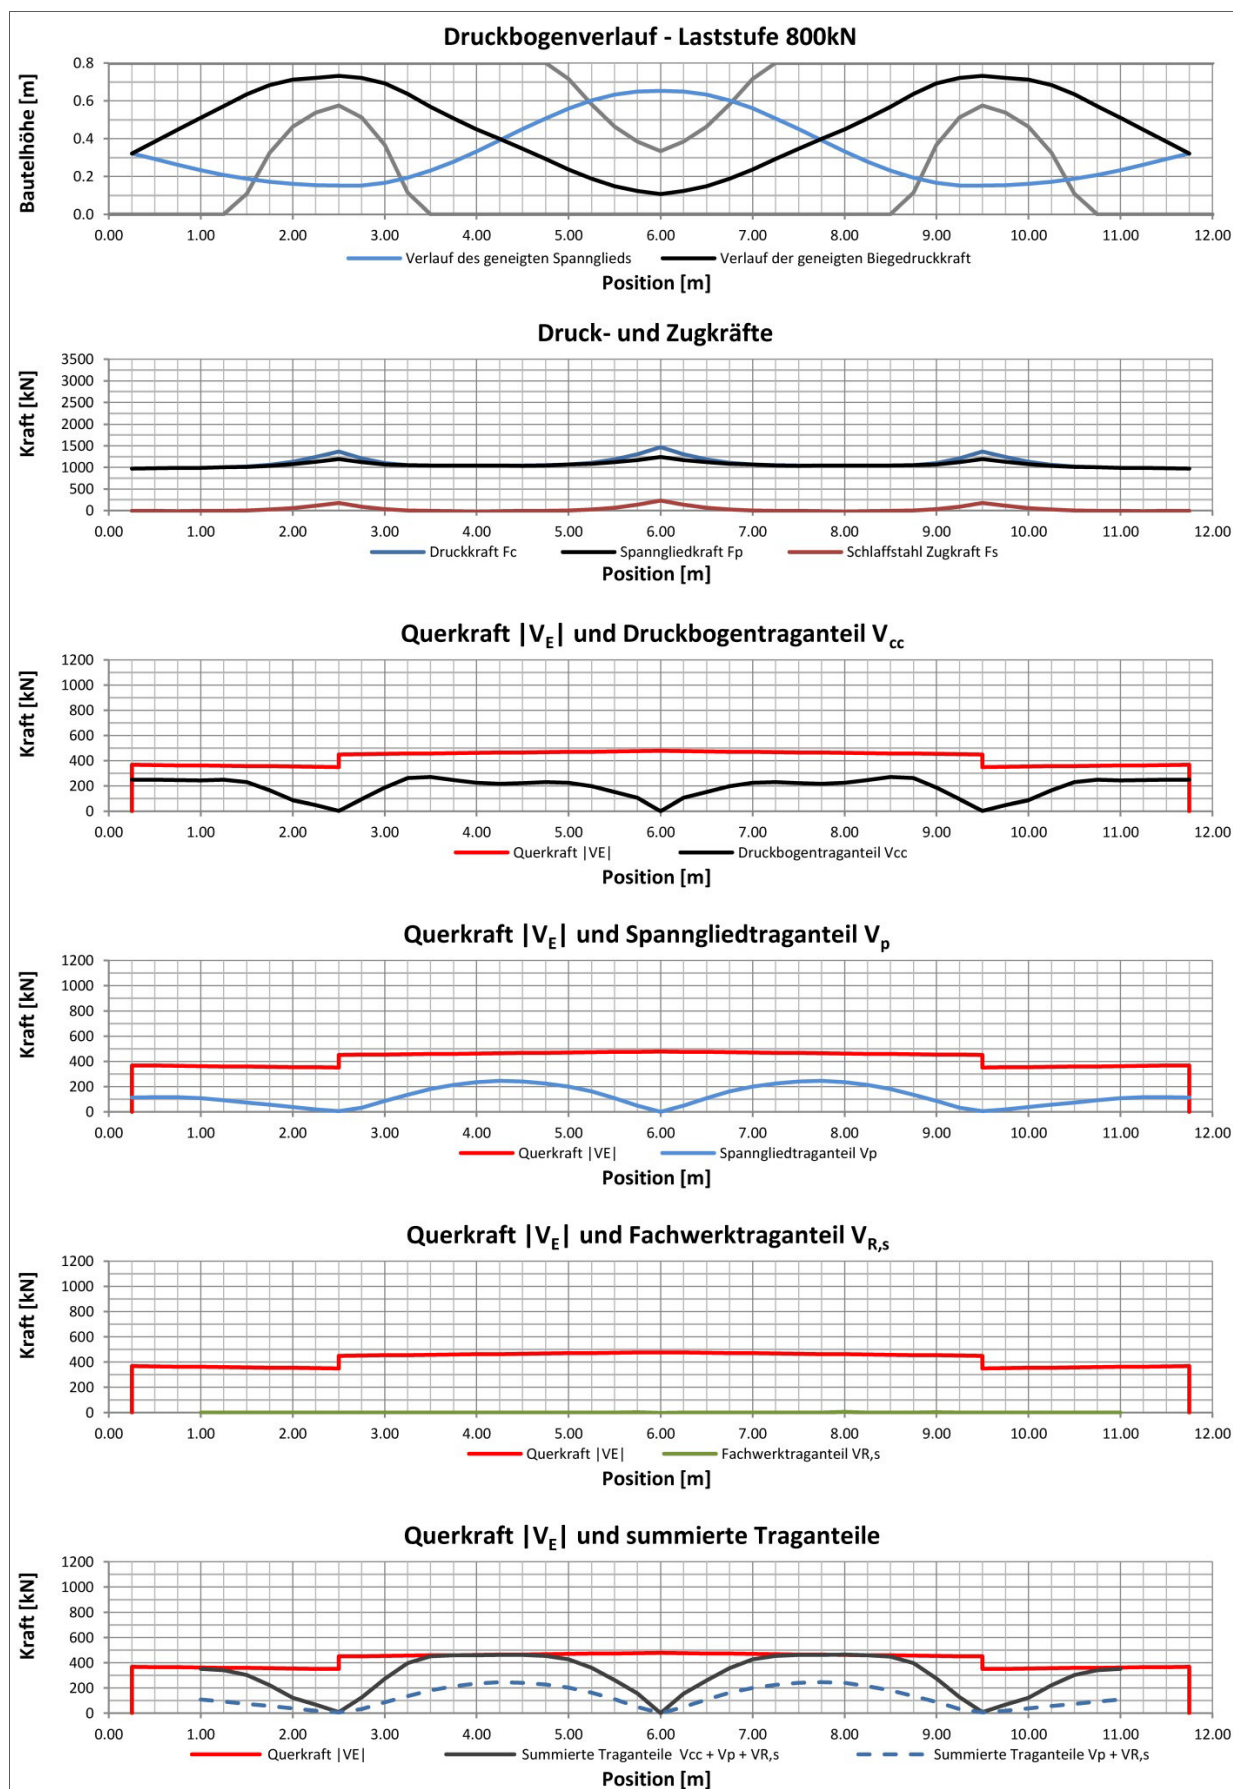 Druckbogenverlauf - Laststufe 800kN
Bautelhöhe [m]
0.8
0.6
0.4
0.2
0.0
0.00 1.00 2.00 3.00 4.00 5.00 6.00 7.00 8.00 9.00 10.00 11.00 12.00
Verlauf des geneigten Spannglieds Verlauf der geneigten Biegedruckkraft
Position [m]
Druck- und Zugkräfte
Kraft [kN]
3500
3000
2500
2000
1500
1000
500
0
0.00 1.00 2.00 3.00 4.00 5.00 6.00 7.00 8.00 9.00 10.00 11.00 12.00
Druckkraft Fc Spanngliedkraft Fp Schlaffstahl Zugkraft Fs
Position [m]
Querkraft |VE| und Druckbogentraganteil Vcc
Kraft [kN]
1200
1000
800
600
400
200
0
0.00 1.00 2.00 3.00 4.00 5.00 6.00 7.00 8.00 9.00 10.00 11.00 12.00
Querkraft |VE| Druckbogentraganteil Vcc
Position [m]
Querkraft |VE| und Spanngliedtraganteil Vp
Kraft [kN]
1200
1000
800
600
400
200
0
0.00 1.00 2.00 3.00 4.00 5.00 6.00 7.00 8.00 9.00 10.00 11.00 12.00
Querkraft |VE| Spanngliedtraganteil Vp
Position [m]
Querkraft |VE| und Fachwerktraganteil VR,s
Kraft [kN]
1200
1000
800
600
400
200
0
0.00 1.00 2.00 3.00 4.00 5.00 6.00 7.00 8.00 9.00 10.00 11.00 12.00
Querkraft |VE| Fachwerktraganteil VR,s
Position [m]
Querkraft |VE| und summierte Traganteile
Kraft [kN]
1200
1000
800
600
400
200
0
0.00 1.00 2.00 3.00 4.00 5.00 6.00 7.00 8.00 9.00 10.00 11.00 12.00
Querkraft |VE| Summierte Traganteile Vcc + Vp + VR,s Summierte Traganteile Vp + VR,s
Position [m]